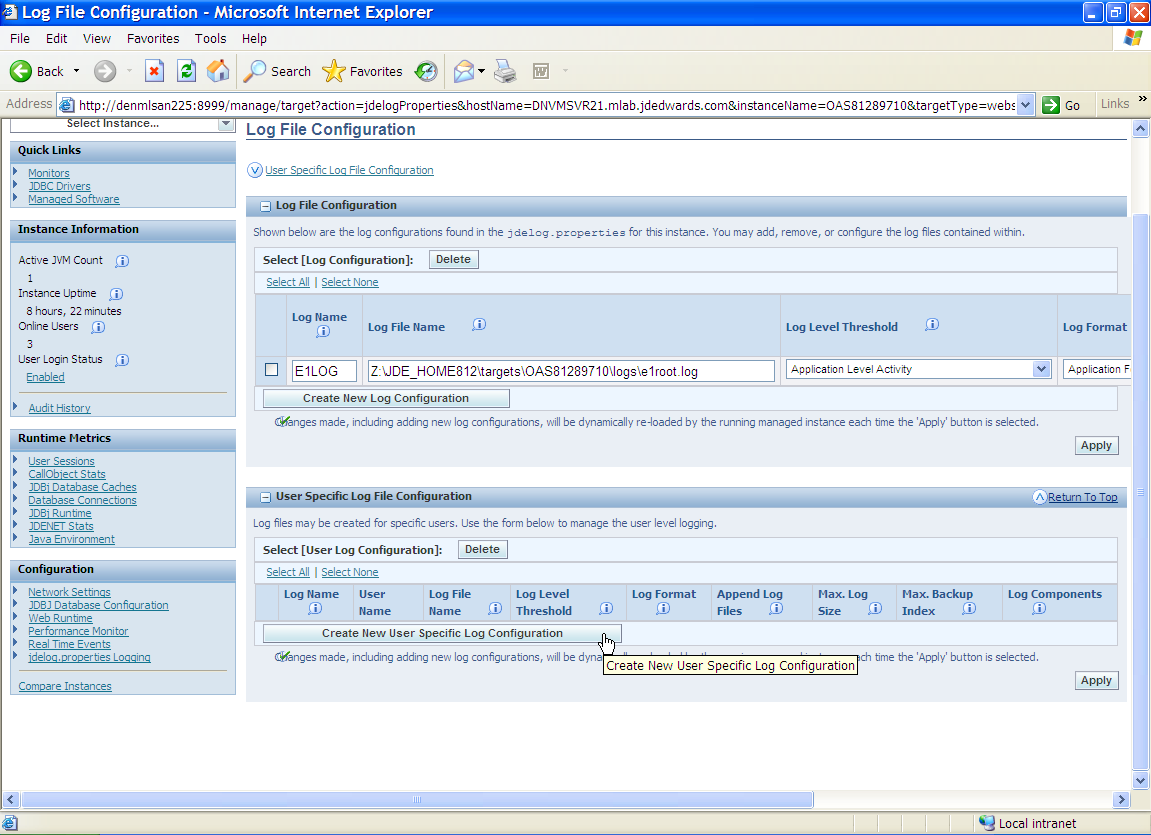 Log File Configuration - Microsoft Internet Explorer
File Edit View Favorites Tools Help
Back Search Favorites
Address http://denmlsan225:8999/manage/target?action=jdelogProperties&hostName=DNVMSVR21.mlab.jdedwards.com&instanceName=OAS81289710&targetType=webs Go Links »
Select Instance...
Quick Links
Monitors
JDBC Drivers
Managed Software
Instance Information
Active JVM Count
1
Instance Uptime
8 hours, 22 minutes
Online Users
3
User Login Status
Enabled
Audit History
Runtime Metrics
User Sessions
CallObject Stats
JDBj Database Caches
Database Connections
JDBj Runtime
JDENET Stats
Java Environment
Configuration
Network Settings
JDBJ Database Configuration
Web Runtime
Performance Monitor
Real Time Events
jdelog.properties Logging
Compare Instances
Log File Configuration
User Specific Log File Configuration
Log File Configuration
Shown below are the log configurations found in the jdelog.properties for this instance. You may add, remove, or configure the log files contained within.
Select [Log Configuration]: Delete
Select All | Select None
Log Name Log File Name Log Level Threshold Log Format
E1LOG Z:\JDE_HOME812\targets\OAS81289710\logs\e1root.log Application Level Activity Application F
Create New Log Configuration
Changes made, including adding new log configurations, will be dynamically re-loaded by the running managed instance each time the 'Apply' button is selected.
Apply
User Specific Log File Configuration Return To Top
Log files may be created for specific users. Use the form below to manage the user level logging.
Select [User Log Configuration]: Delete
Select All | Select None
Log Name User Name Log File Name Log Level Threshold Log Format Append Log Files Max. Log Size Max. Backup Index Log Components
Create New User Specific Log Configuration
Changes made, including adding new log configurations, will be each time the 'Apply' button is selected.
Create New User Specific Log Configuration
Apply
Local intranet